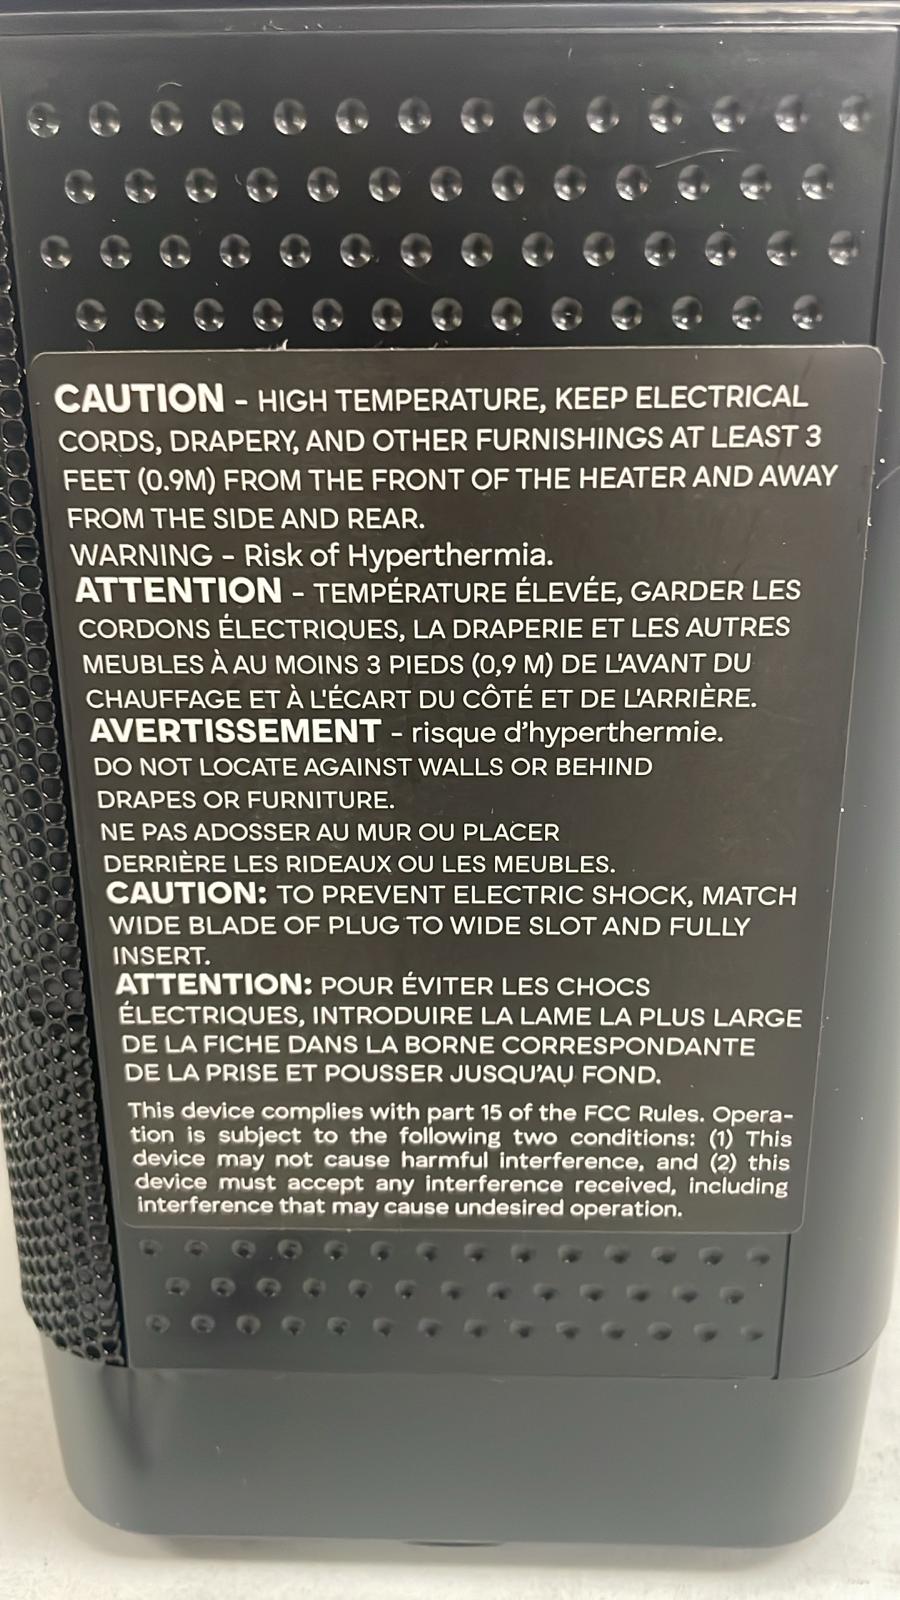 CAUTION - HIGH TEMPERATURE, KEEP ELECTRICAL
CORDS, DRAPERY, AND OTHER FURNISHINGS AT LEAST 3
FEET (0.9M) FROM THE FRONT OF THE HEATER AND AWAY
FROM THE SIDE AND REAR.
WARNING - Risk of Hyperthermia.
ATTENTION - TEMPÉRATURE ÉLEVÉE, GARDER LES
CORDONS ÉLECTRIQUES, LA DRAPERIE ET LES AUTRES
MEUBLES À AU MOINS 3 PIEDS (0,9 M) DE L'AVANT DU
CHAUFFAGE ET À L'ÉCART DU CÔTÉ ET DE L'ARRIÈRE.
AVERTISSEMENT - risque d'hyperthermie.
DO NOT LOCATE AGAINST WALLS OR BEHIND
DRAPES OR FURNITURE.
NE PAS ADOSSER AU MUR OU PLACER
DERRIÈRE LES RIDEAUX OU LES MEUBLES.
CAUTION: TO PREVENT ELECTRIC SHOCK, MATCH
WIDE BLADE OF PLUG TO WIDE SLOT AND FULLY
INSERT.
ATTENTION: POUR ÉVITER LES CHOCS
ÉLECTRIQUES, INTRODUIRE LA LAME LA PLUS LARGE
DE LA FICHE DANS LA BORNE CORRESPONDANTE
DE LA PRISE ET POUSSER JUSQU'AU FOND.
This device complies with part 15 of the FCC Rules. Opera-
tion is subject to the following two conditions: (1) This
device may not cause harmful interference, and (2) this
device must accept any interference received, including
interference that may cause undesired operation.